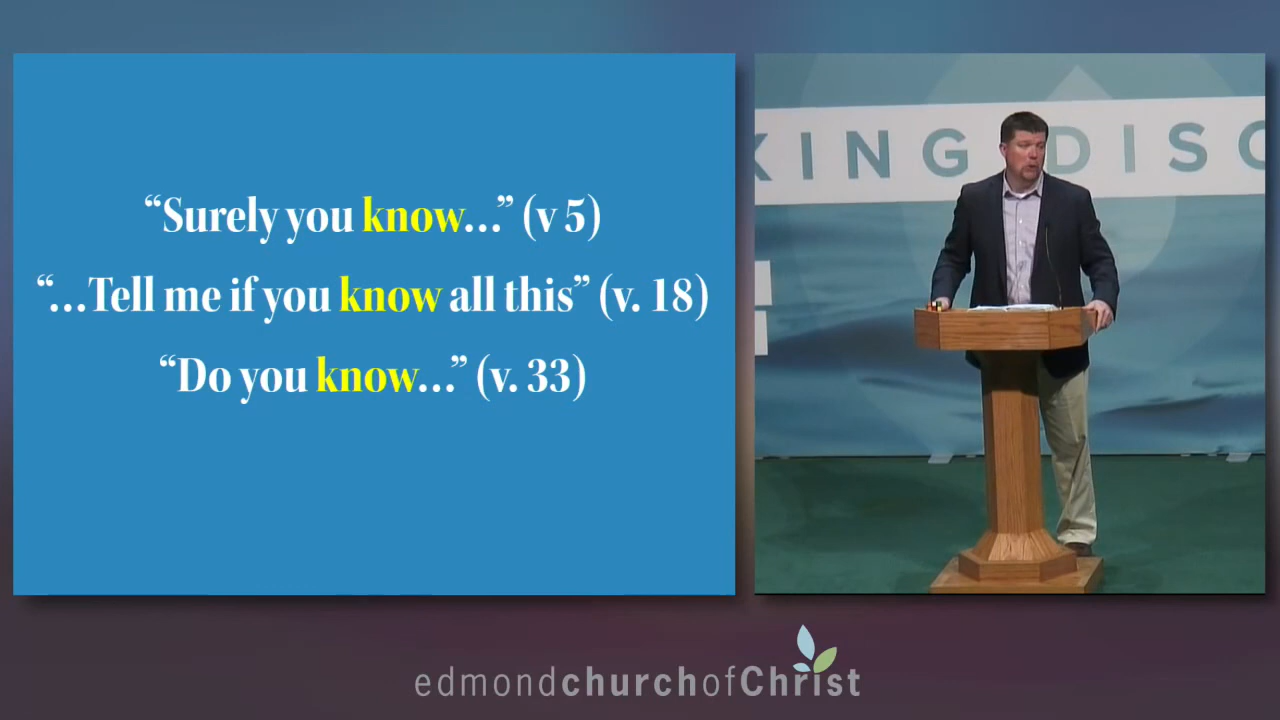 “Surely you know...” (v 5)
“...Tell me if you know all this” (v. 18)
“Do you know...” (v. 33)
KING DISC
edmondchurchofChrist